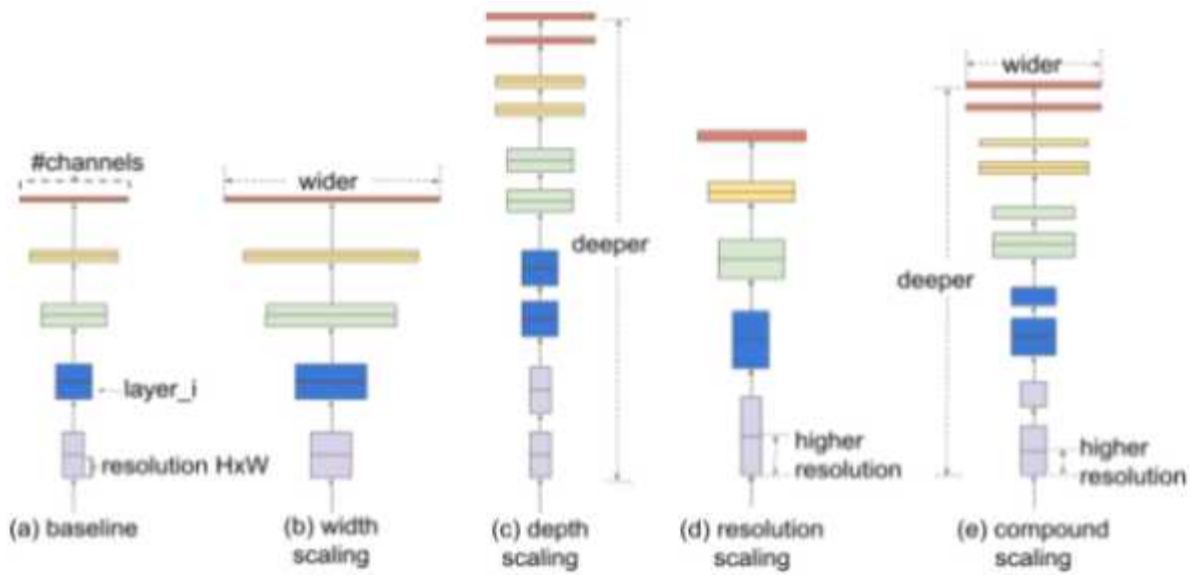 #channels
layer_i
resolution HxW
(a) baseline
wider
(b) width
scaling
deeper
(c) depth
scaling
higher
resolution
(d) resolution
scaling
wider
deeper
higher
resolution
(e) compound
scaling